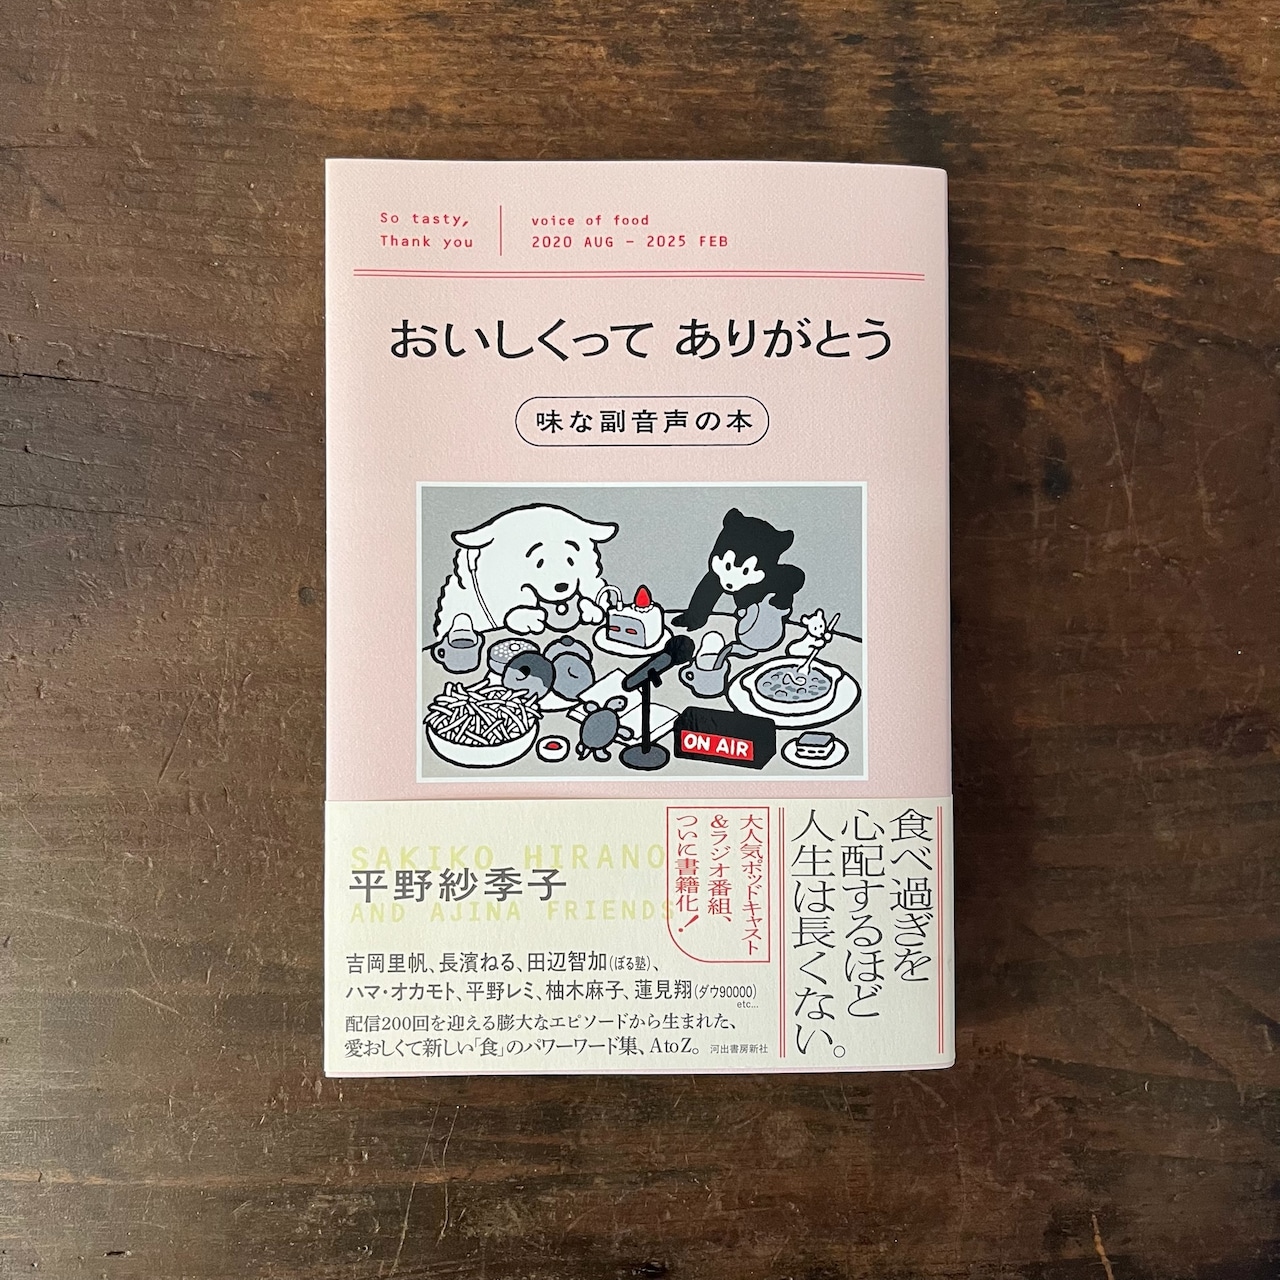 So tasty,
Thank you
voice of food
2020 AUG – 2025 FEB
おいしくって ありがとう
味な副音声の本
ON AIR
食べ過ぎを
心配するほど
人生は長くない。
大人気ポッドキャスト
&ラジオ番組、
ついに書籍化!
SAKIKO HIRANO
平野紗季子
AND AJINA FRIENDS
吉岡里帆、長濱ねる、田辺智加(ぼる塾)、
ハマ・オカモト、平野レミ、柚木麻子、蓮見翔(ダウ90000)
etc...
配信200回を迎える膨大なエピソードから生まれた、
愛おしくて新しい「食」のパワーワード集、A to Z。
河出書房新社